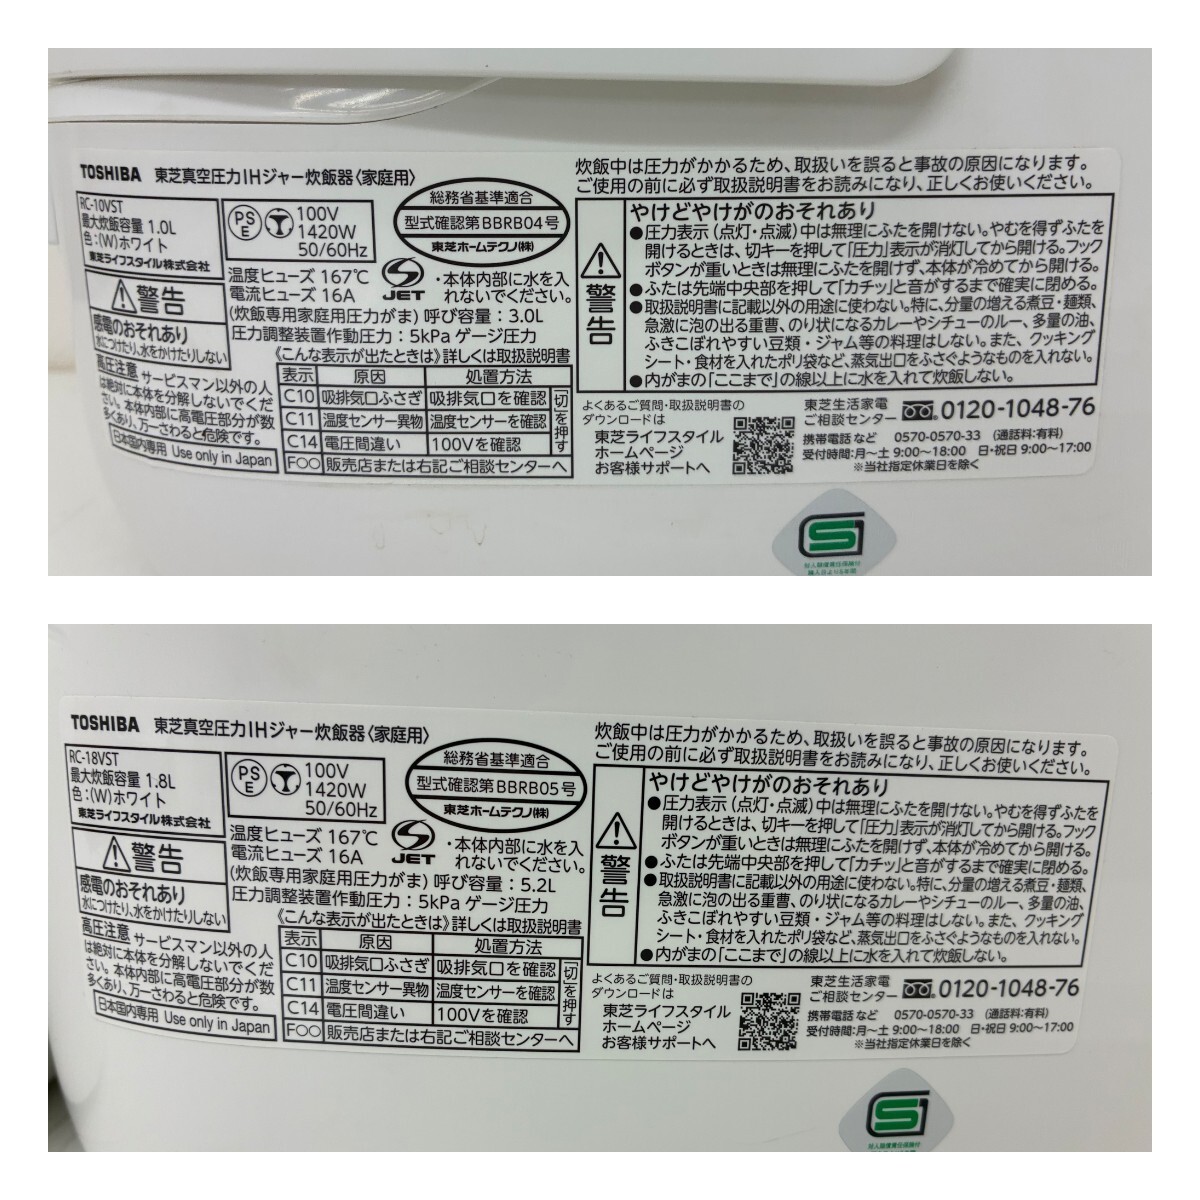 TOSHIBA 東芝真空圧力IHジャー炊飯器〈家庭用〉
RC-10VST
最大炊飯容量 1.0L
色:(W)ホワイト
東芝ライフスタイル株式会社
PSE
100V
1420W
50/60Hz
総務省基準適合
型式確認第BBRB04号
東芝ホームテクノ(株)
警告
感電のおそれあり
水につけたり、水をかけたりしない
高圧注意 サービスマン以外の人
は絶対に本体を分解しないでくだ
さい。本体内部に高電圧部分が数
多くあり、万一さわると危険です。
日本国内専用 Use only in Japan
温度ヒューズ 167℃
電流ヒューズ 16A
JET
・本体内部に水を入
れないでください。
(炊飯専用家庭用圧力がま) 呼び容量:3.0L
圧力調整装置作動圧力:5kPa ゲージ圧力
《こんな表示が出たときは》詳しくは取扱説明書
表示 原因 処置方法
C10 吸排気口ふさぎ 吸排気口を確認
C11 温度センサー異物 温度センサーを確認
C14 電圧間違い 100Vを確認
切を押す
F○○ 販売店または右記ご相談センターへ
炊飯中は圧力がかかるため、取扱いを誤ると事故の原因になります。
ご使用の前に必ず取扱説明書をお読みになり、正しくお使いください。
警告
やけどやけがのおそれあり
●圧力表示(点灯・点滅)中は無理にふたを開けない。やむを得ずふたを
開けるときは、切キーを押して「圧力」表示が消灯してから開ける。フック
ボタンが重いときは無理にふたを開けず、本体が冷めてから開ける。
●ふたは先端中央部を押して「カチッ」と音がするまで確実に閉める。
●取扱説明書に記載以外の用途に使わない。特に、分量の増える煮豆・麺類、
急激に泡の出る重曹、のり状になるカレーやシチューのルー、多量の油、
ふきこぼれやすい豆類・ジャム等の料理はしない。また、クッキング
シート・食材を入れたポリ袋など、蒸気出口をふさぐようなものを入れない。
●内がまの「ここまで」の線以上に水を入れて炊飯しない。
よくあるご質問・取扱説明書の
ダウンロードは
東芝ライフスタイル
ホームページ
お客様サポートへ
東芝生活家電
ご相談センター 0120-1048-76
携帯電話など 0570-0570-33 (通話料:有料)
受付時間:月～土 9:00～18:00 日・祝日 9:00～17:00
※当社指定休業日を除く
TOSHIBA 東芝真空圧力IHジャー炊飯器〈家庭用〉
RC-18VST
最大炊飯容量 1.8L
色:(W)ホワイト
東芝ライフスタイル株式会社
PSE
100V
1420W
50/60Hz
総務省基準適合
型式確認第BBRB05号
東芝ホームテクノ(株)
警告
感電のおそれあり
水につけたり、水をかけたりしない
高圧注意 サービスマン以外の人
は絶対に本体を分解しないでくだ
さい。本体内部に高電圧部分が数
多くあり、万一さわると危険です。
日本国内専用 Use only in Japan
温度ヒューズ 167℃
電流ヒューズ 16A
JET
・本体内部に水を入
れないでください。
(炊飯専用家庭用圧力がま) 呼び容量:5.2L
圧力調整装置作動圧力:5kPa ゲージ圧力
《こんな表示が出たときは》詳しくは取扱説明書
表示 原因 処置方法
C10 吸排気口ふさぎ 吸排気口を確認
C11 温度センサー異物 温度センサーを確認
C14 電圧間違い 100Vを確認
切を押す
F○○ 販売店または右記ご相談センターへ
炊飯中は圧力がかかるため、取扱いを誤ると事故の原因になります。
ご使用の前に必ず取扱説明書をお読みになり、正しくお使いください。
警告
やけどやけがのおそれあり
●圧力表示(点灯・点滅)中は無理にふたを開けない。やむを得ずふたを
開けるときは、切キーを押して「圧力」表示が消灯してから開ける。フック
ボタンが重いときは無理にふたを開けず、本体が冷めてから開ける。
●ふたは先端中央部を押して「カチッ」と音がするまで確実に閉める。
●取扱説明書に記載以外の用途に使わない。特に、分量の増える煮豆・麺類、
急激に泡の出る重曹、のり状になるカレーやシチューのルー、多量の油、
ふきこぼれやすい豆類・ジャム等の料理はしない。また、クッキング
シート・食材を入れたポリ袋など、蒸気出口をふさぐようなものを入れない。
●内がまの「ここまで」の線以上に水を入れて炊飯しない。
よくあるご質問・取扱説明書の
ダウンロードは
東芝ライフスタイル
ホームページ
お客様サポートへ
東芝生活家電
ご相談センター 0120-1048-76
携帯電話など 0570-0570-33 (通話料:有料)
受付時間:月～土 9:00～18:00 日・祝日 9:00～17:00
※当社指定休業日を除く